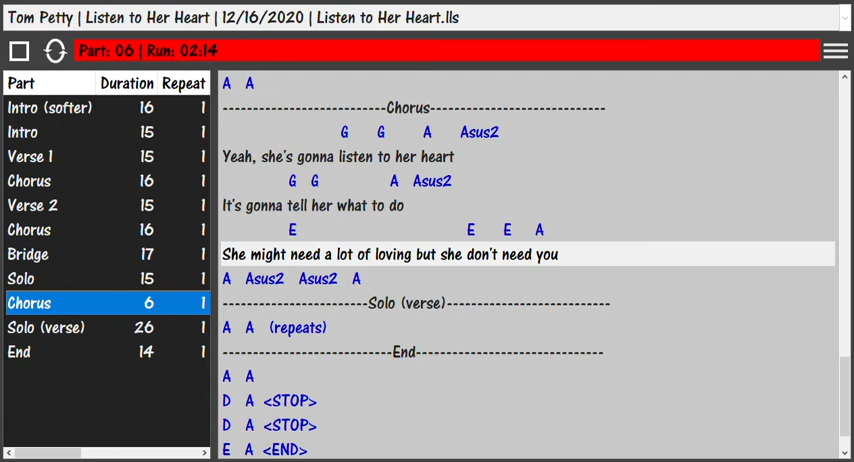 Tom Petty | Listen to Her Heart | 12/16/2020 | Listen to Her Heart.lls
Part: 06 | Run: 02:14
Part Duration Repeat
Intro (softer) 16 1
Intro 15 1
Verse 1 15 1
Chorus 16 1
Verse 2 15 1
Chorus 16 1
Bridge 17 1
Solo 15 1
Chorus 6 1
Solo (verse) 26 1
End 14 1
A A
---------------------------Chorus-----------------------------
G G A Asus2
Yeah, she's gonna listen to her heart
G G A Asus2
It's gonna tell her what to do
E E E A
She might need a lot of loving but she don't need you
A Asus2 Asus2 A
------------------------Solo (verse)---------------------------
A A (repeats)
----------------------------End-------------------------------
A A
D A <STOP>
D A <STOP>
E A <END>